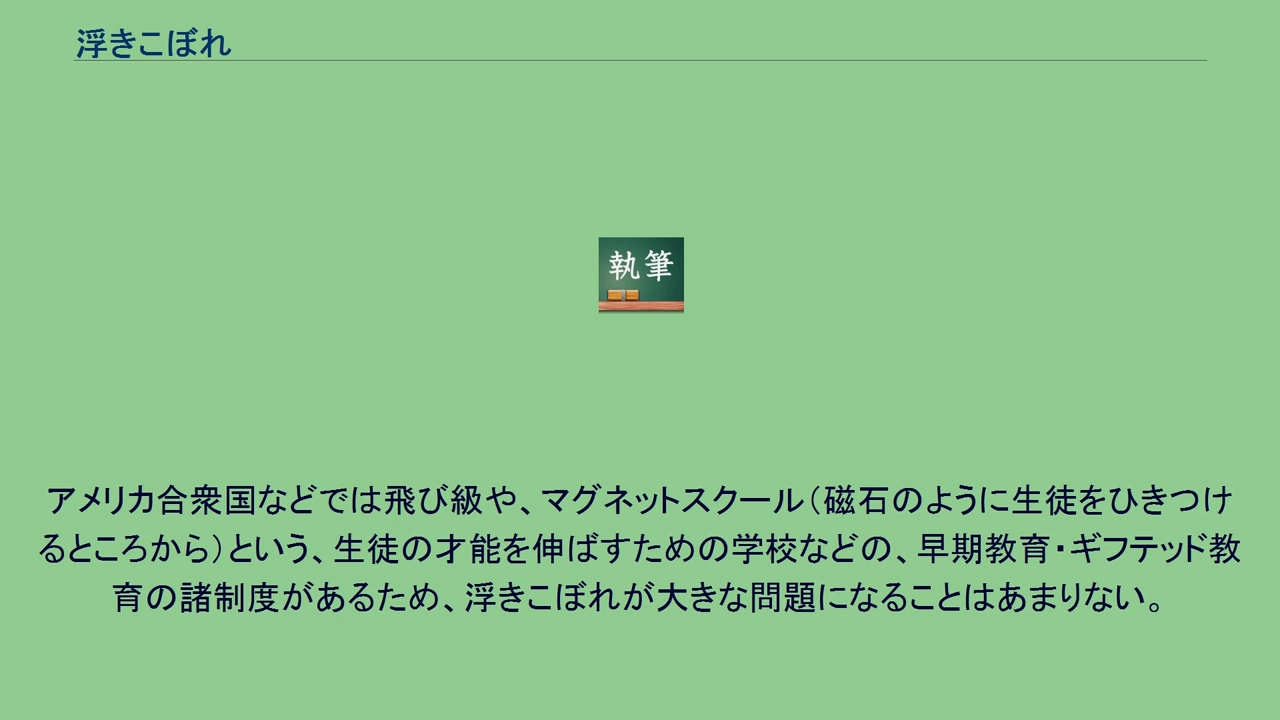 浮きこぼれ
執筆
アメリカ合衆国などでは飛び級や、マグネットスクール（磁石のように生徒をひきつけ
るところから）という、生徒の才能を伸ばすための学校などの、早期教育・ギフテッド教
育の諸制度があるため、浮きこぼれが大きな問題になることはあまりない。